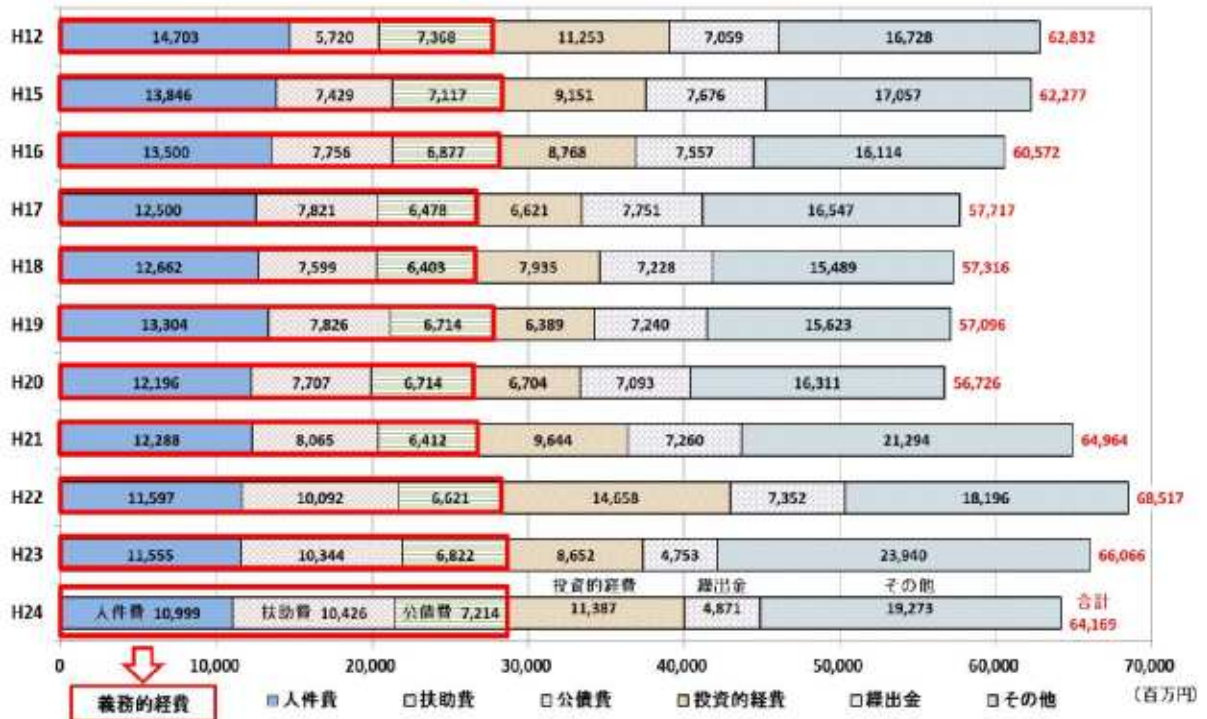 H12 14,703 5,720 7,368 11,253 7,059 16,728 62,832
H15 13,846 7,429 7,117 9,151 7,676 17,057 62,277
H16 13,500 7,756 6,877 8,768 7,557 16,114 60,572
H17 12,500 7,821 6,478 6,621 7,751 16,547 57,717
H18 12,662 7,599 6,403 7,935 7,228 15,489 57,316
H19 13,304 7,826 6,714 6,389 7,240 15,623 57,096
H20 12,196 7,707 6,714 6,704 7,093 16,311 56,726
H21 12,288 8,065 6,412 9,644 7,260 21,294 64,964
H22 11,597 10,092 6,621 14,658 7,352 18,196 68,517
H23 11,555 10,344 6,822 8,652 4,753 23,940 66,066
投資的経費 繰出金 その他
H24 人件費 10,999 扶助費 10,426 公債費 7,214 11,387 4,871 19,273 合計
64,169
0 10,000 20,000 30,000 40,000 50,000 60,000 70,000
義務的経費 人件費 扶助費 公債費 投資的経費 繰出金 その他 (百万円)